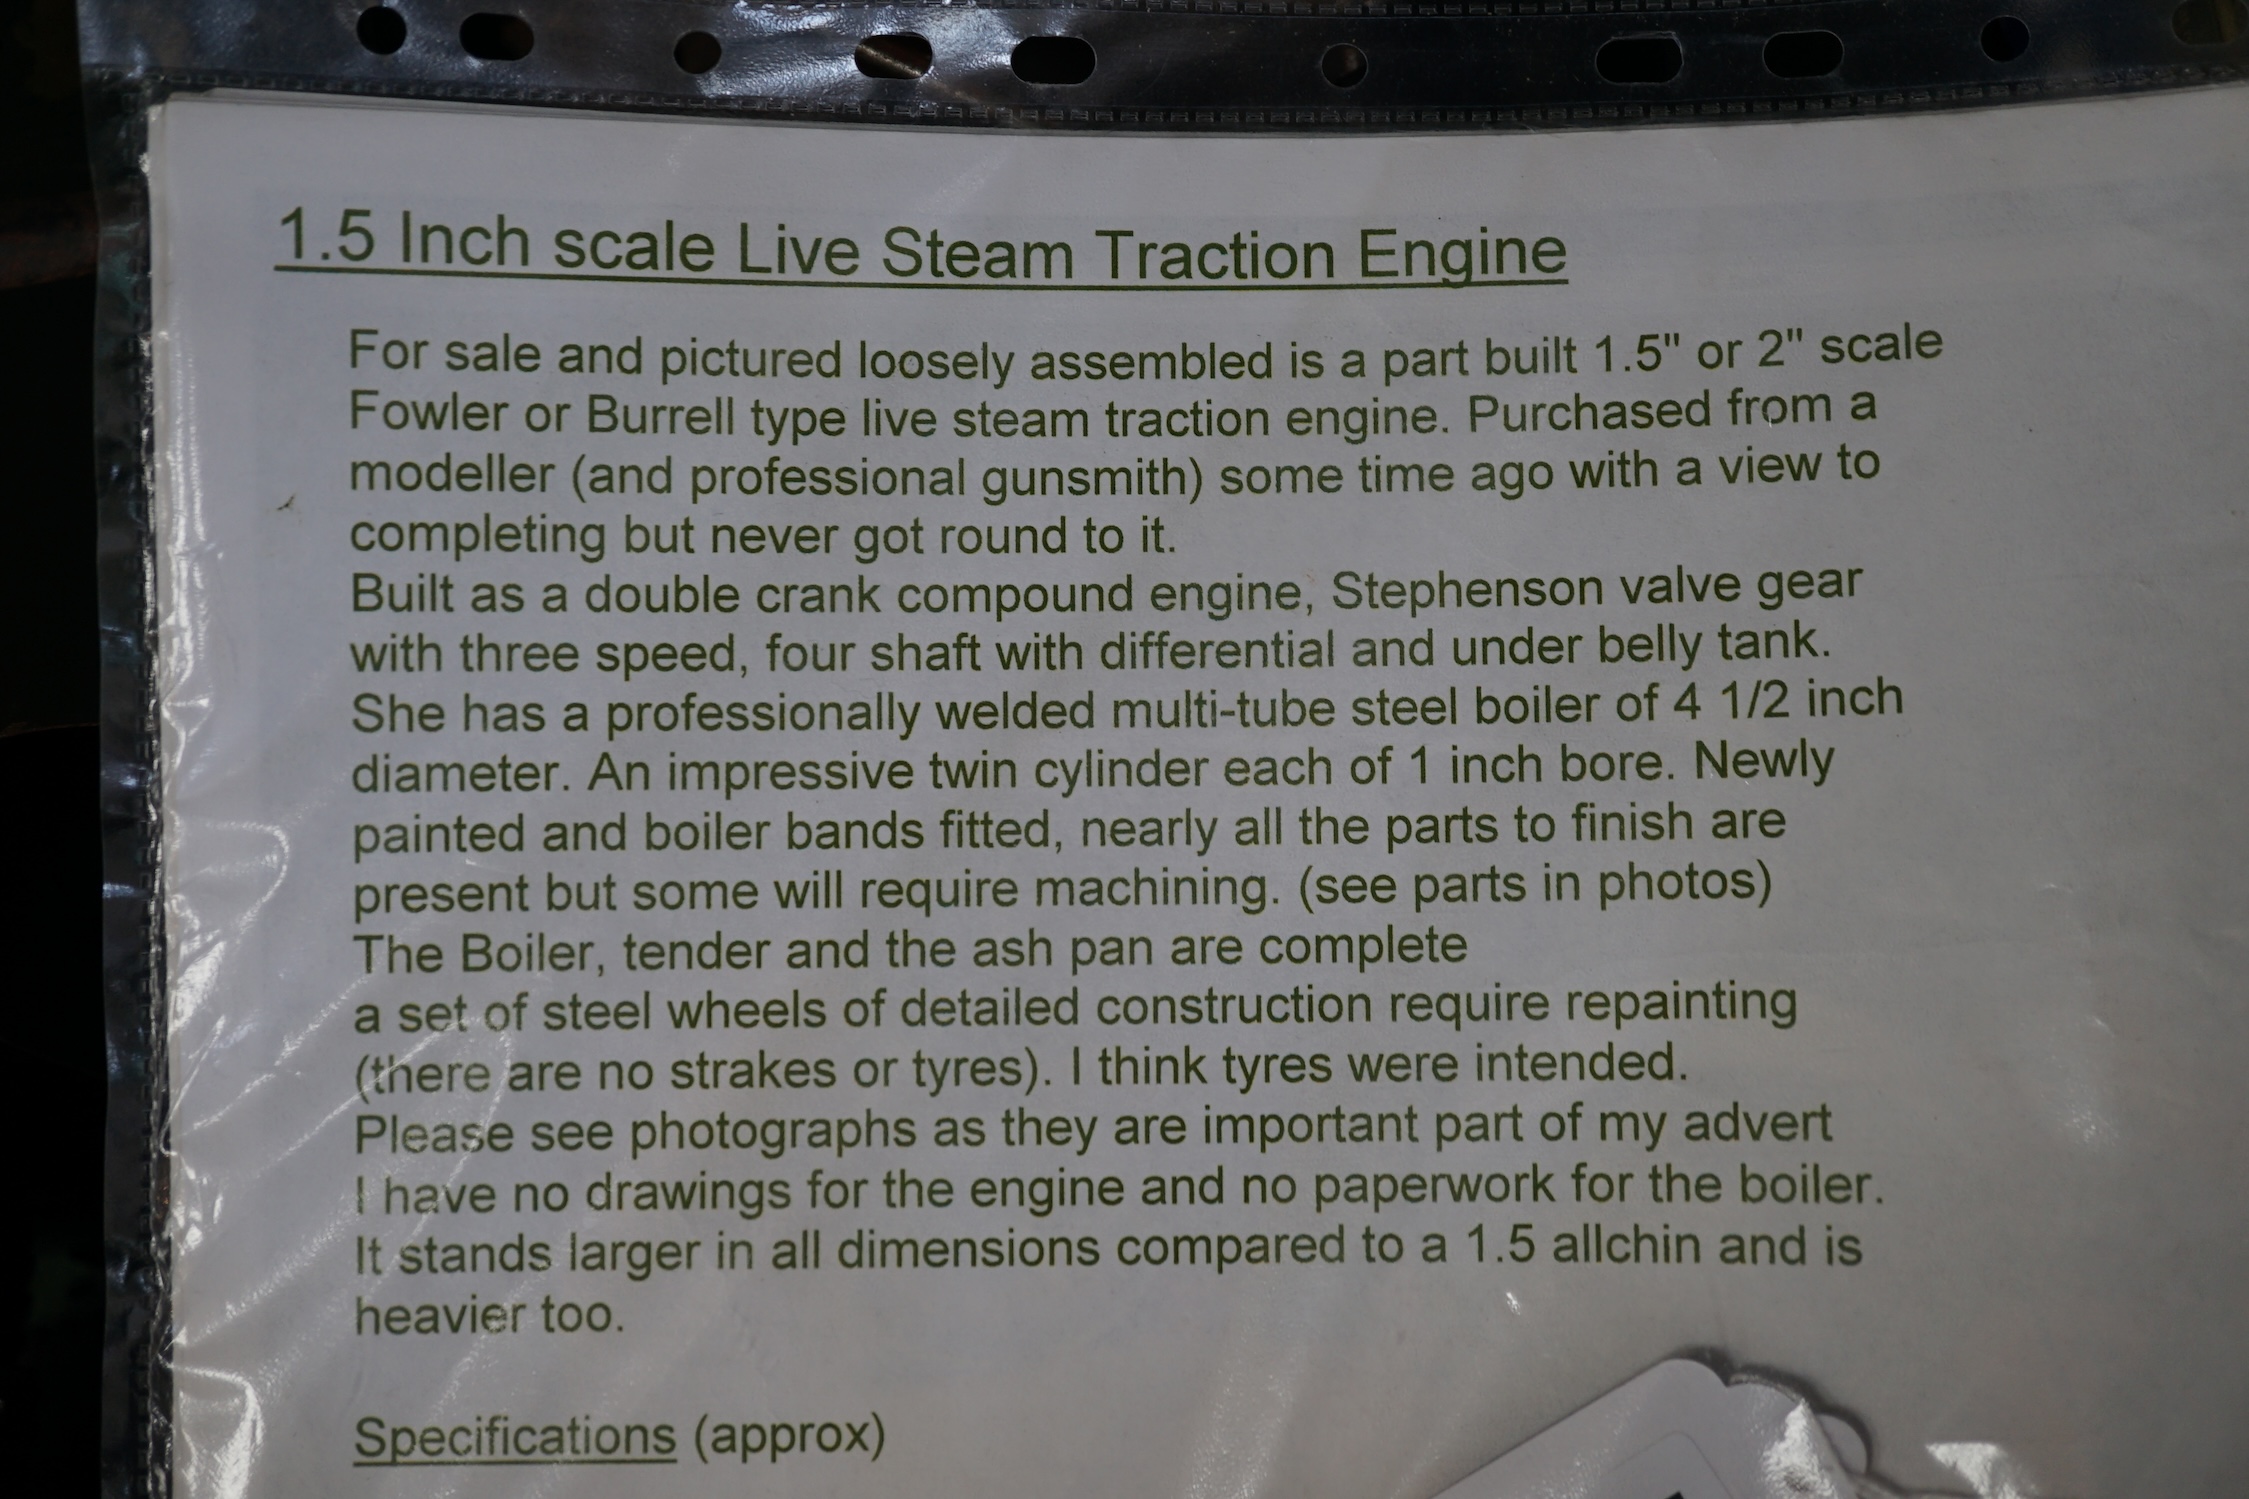 1.5 Inch scale Live Steam Traction Engine
For sale and pictured loosely assembled is a part built 1.5" or 2" scale
Fowler or Burrell type live steam traction engine. Purchased from a
modeller (and professional gunsmith) some time ago with a view to
completing but never got round to it.
Built as a double crank compound engine, Stephenson valve gear
with three speed, four shaft with differential and under belly tank.
She has a professionally welded multi-tube steel boiler of 4 1/2 inch
diameter. An impressive twin cylinder each of 1 inch bore. Newly
painted and boiler bands fitted, nearly all the parts to finish are
present but some will require machining. (see parts in photos)
The Boiler, tender and the ash pan are complete
a set of steel wheels of detailed construction require repainting
(there are no strakes or tyres). I think tyres were intended.
Please see photographs as they are important part of my advert
I have no drawings for the engine and no paperwork for the boiler.
It stands larger in all dimensions compared to a 1.5 allchin and is
heavier too.
Specifications (approx)